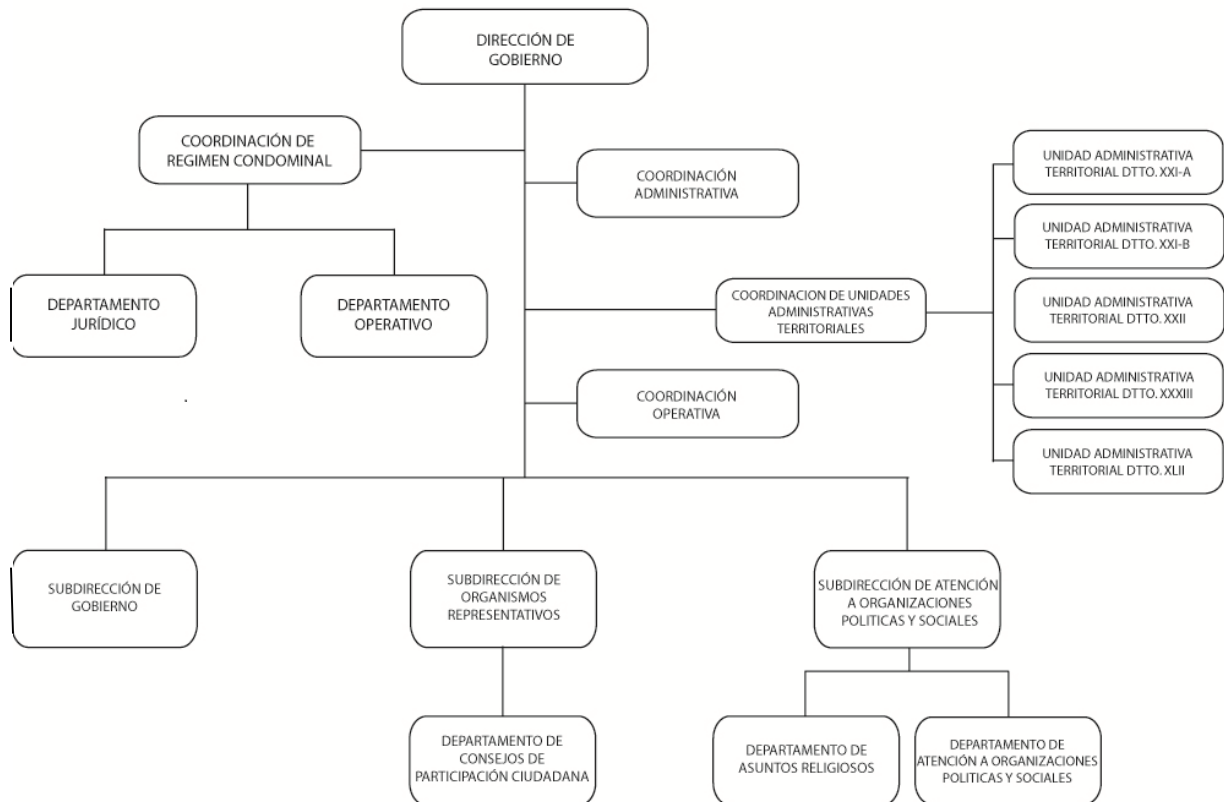 DIRECCIÓN DE
GOBIERNO
COORDINACIÓN DE
REGIMEN CONDOMINAL
COORDINACIÓN
ADMINISTRATIVA
UNIDAD ADMINISTRATIVA
TERRITORIAL DTTO. XXI-A
UNIDAD ADMINISTRATIVA
TERRITORIAL DTTO. XXI-B
DEPARTAMENTO
JURÍDICO
DEPARTAMENTO
OPERATIVO
COORDINACION DE UNIDADES
ADMINISTRATIVAS
TERRITORIALES
UNIDAD ADMINISTRATIVA
TERRITORIAL DTTO. XXII
COORDINACIÓN
OPERATIVA
UNIDAD ADMINISTRATIVA
TERRITORIAL DTTO. XXXIII
UNIDAD ADMINISTRATIVA
TERRITORIAL DTTO. XLII
SUBDIRECCIÓN DE
GOBIERNO
SUBDIRECCIÓN DE
ORGANISMOS
REPRESENTATIVOS
SUBDIRECCIÓN DE ATENCIÓN
A ORGANIZACIONES
POLITICAS Y SOCIALES
DEPARTAMENTO DE
CONSEJOS DE
PARTICIPACIÓN CIUDADANA
DEPARTAMENTO DE
ASUNTOS RELIGIOSOS
DEPARTAMENTO DE
ATENCIÓN A ORGANIZACIONES
POLITICAS Y SOCIALES